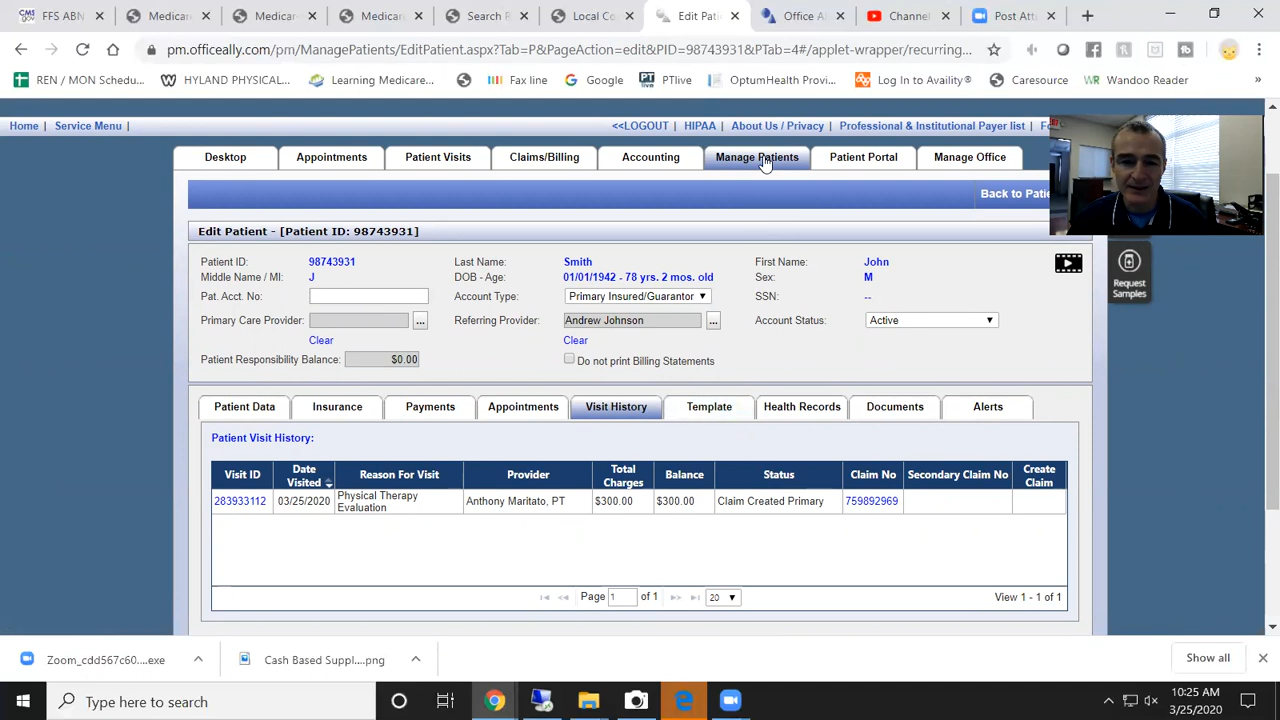 CMS.gov FFS ABN
Medicar
Medicar
Medicar
Search R
Local Go
Edit Pati
Office Al
Channel
Post Att
pm.officeally.com/pm/ManagePatients/EditPatient.aspx?Tab=P&PageAction=edit&PID=98743931&PTab=4#/applet-wrapper/recurring...
REN / MON Schedu...
HYLAND PHYSICAL...
Learning Medicare...
Fax line
Google
PTlive
OptumHealth Provi...
Log In to Availity®
Caresource
Wandoo Reader
Home | Service Menu |
<<LOGOUT | HIPAA | About Us / Privacy | Professional & Institutional Payer list |
Desktop
Appointments
Patient Visits
Claims/Billing
Accounting
Manage Patients
Patient Portal
Manage Office
Back to Patie
Edit Patient - [Patient ID: 98743931]
Patient ID: 98743931 Last Name: Smith First Name: John
Middle Name / MI: J DOB - Age: 01/01/1942 - 78 yrs. 2 mos. old Sex: M
Pat. Acct. No: Account Type: Primary Insured/Guarantor SSN: --
Primary Care Provider: ... Referring Provider: Andrew Johnson ... Account Status: Active
Clear Clear
Patient Responsibility Balance: $0.00 Do not print Billing Statements
Request
Samples
Patient Data
Insurance
Payments
Appointments
Visit History
Template
Health Records
Documents
Alerts
Patient Visit History:
Visit ID
Date
Visited
Reason For Visit
Provider
Total
Charges
Balance
Status
Claim No
Secondary Claim No
Create
Claim
283933112
03/25/2020
Physical Therapy
Evaluation
Anthony Maritato, PT
$300.00
$300.00
Claim Created Primary
759892969
Page 1 of 1 20 View 1 - 1 of 1
Zoom_cdd567c60....exe
Cash Based Suppl....png
Show all
Type here to search
10:25 AM
3/25/2020